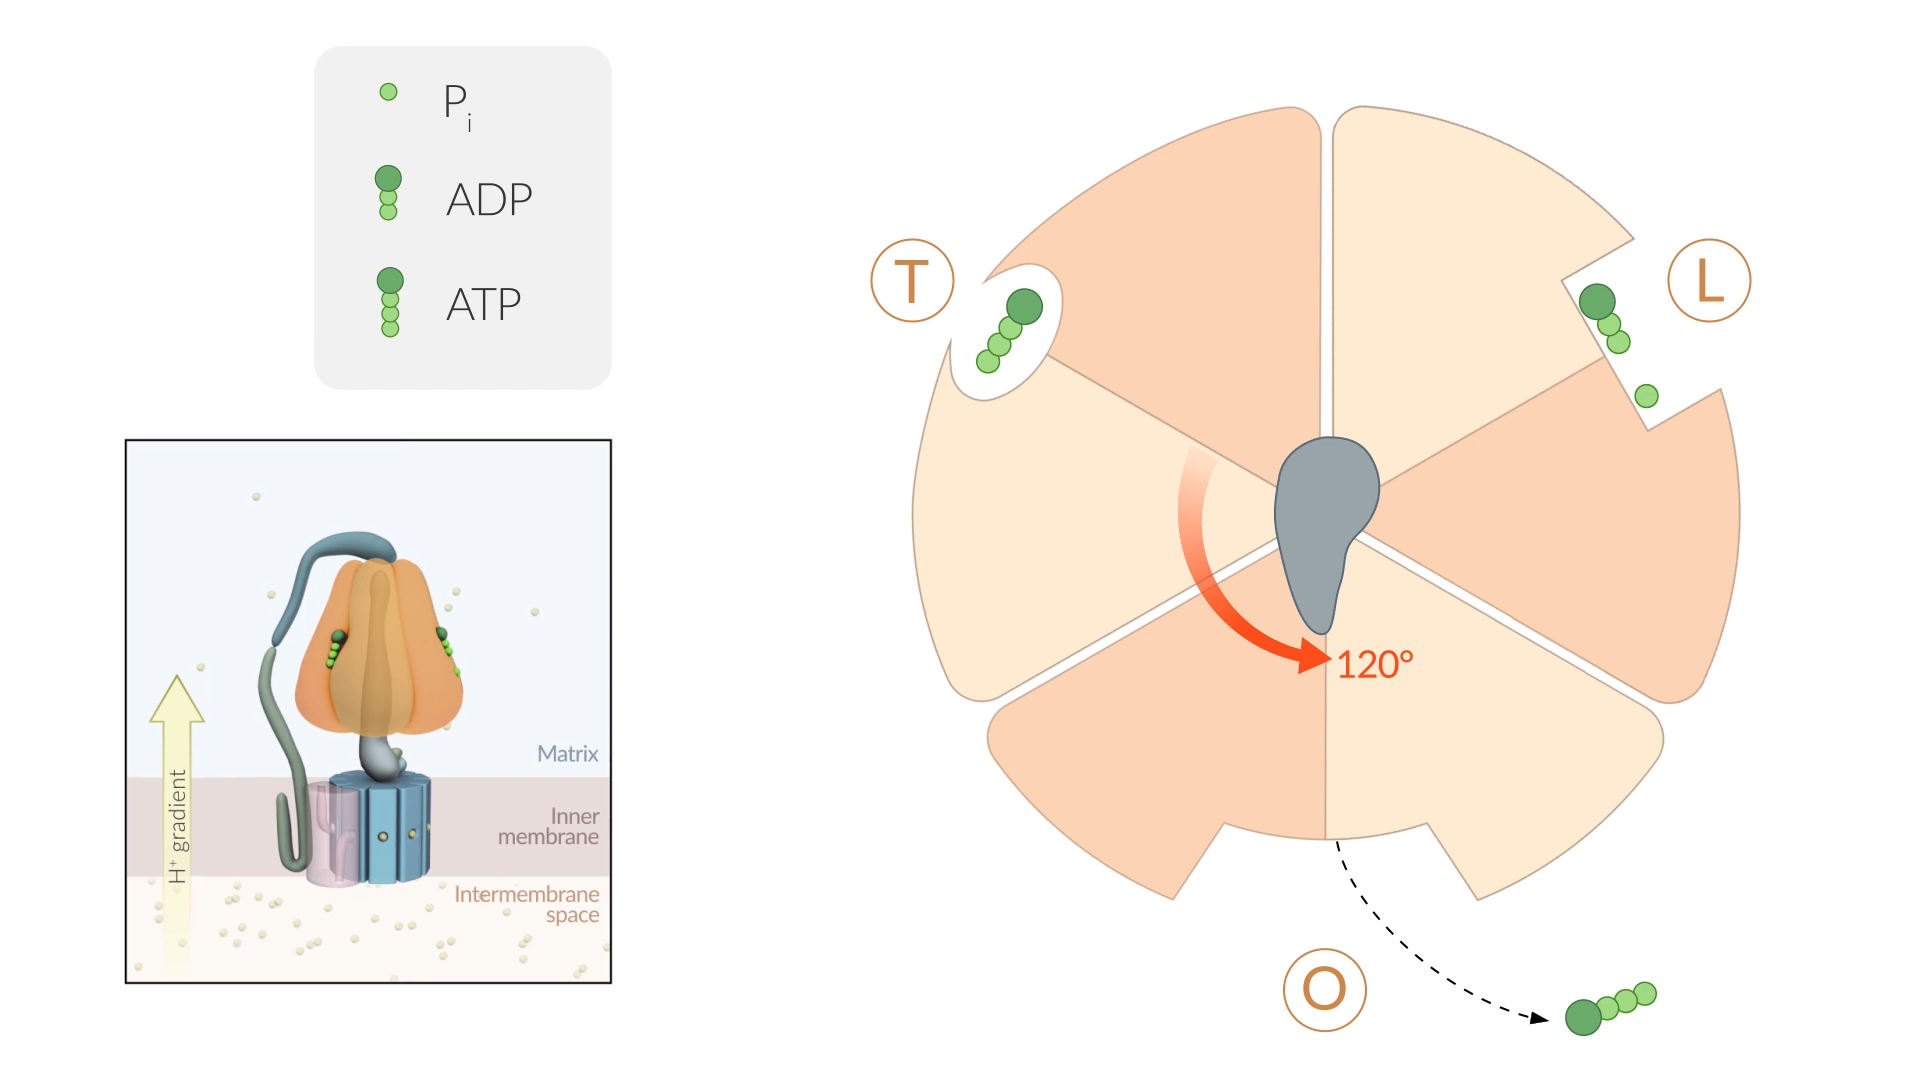 Pi
ADP
ATP
T
L
120°
O
Matrix
Inner
membrane
H+ gradient
Intermembrane
space